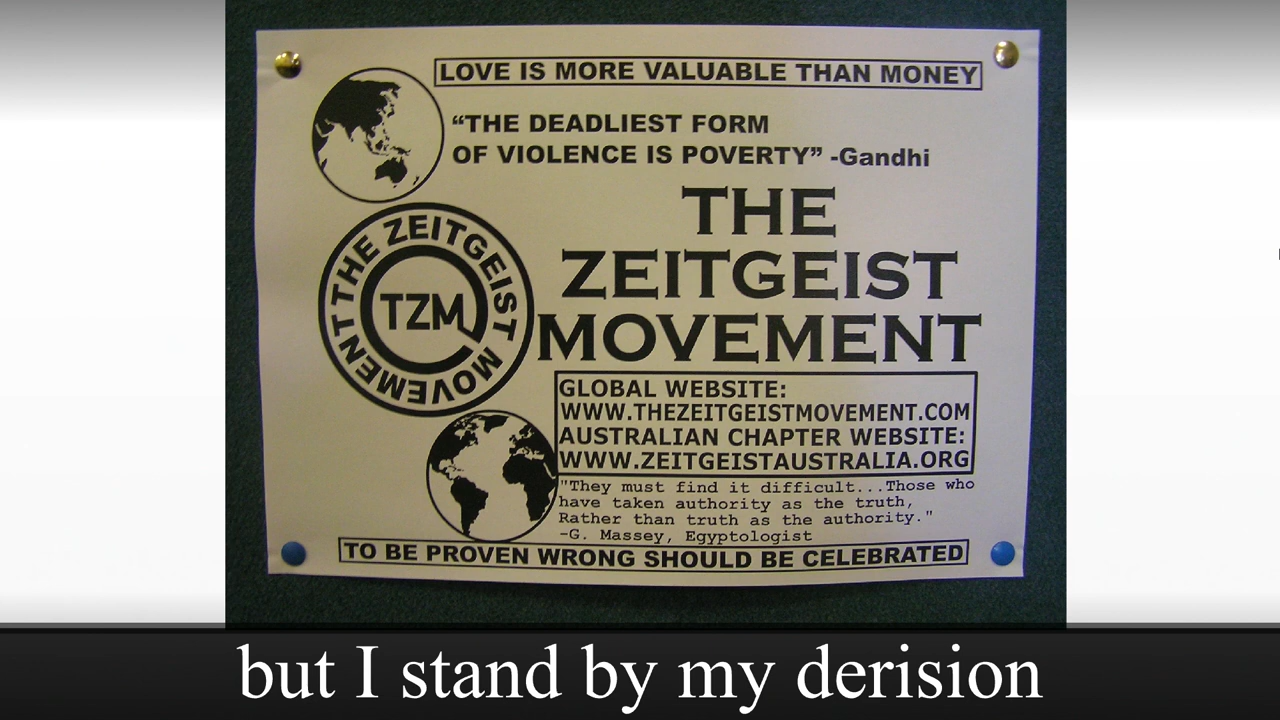 LOVE IS MORE VALUABLE THAN MONEY
“THE DEADLIEST FORM
OF VIOLENCE IS POVERTY” -Gandhi
THE
ZEITGEIST
MOVEMENT
THE ZEITGEIST MOVEMENT
TZM
GLOBAL WEBSITE:
WWW.THEZEITGEISTMOVEMENT.COM
AUSTRALIAN CHAPTER WEBSITE:
WWW.ZEITGEISTAUSTRALIA.ORG
"They must find it difficult...Those who
have taken authority as the truth,
Rather than truth as the authority."
-G. Massey, Egyptologist
TO BE PROVEN WRONG SHOULD BE CELEBRATED
but I stand by my derision